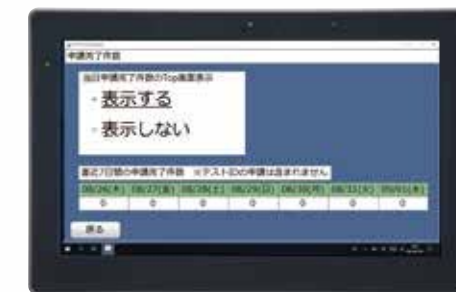 申請完了件数
当日申請完了件数のTop画面表示
・表示する
・表示しない
直近7日間の申請完了件数 ※テストIDの申請は含まれません
08/26(木) 08/27(金) 08/28(土) 08/29(日) 08/30(月) 08/31(火) 09/01(水)
0 0 0 0 0 0 0
戻る